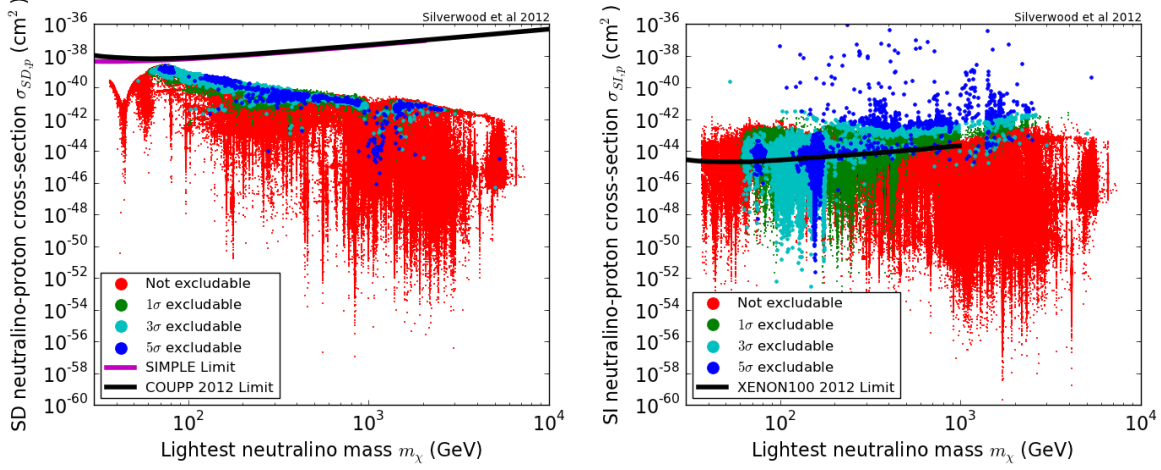 Silverwood et al 2012
SD neutralino-proton cross-section σ_{SD,p} (cm²)
10^{-36}
10^{-38}
10^{-40}
10^{-42}
10^{-44}
10^{-46}
10^{-48}
10^{-50}
10^{-52}
10^{-54}
10^{-56}
10^{-58}
10^{-60}
Not excludable
1σ excludable
3σ excludable
5σ excludable
SIMPLE Limit
COUPP 2012 Limit
10^2 10^3 10^4
Lightest neutralino mass m_χ (GeV)
Silverwood et al 2012
SI neutralino-proton cross-section σ_{SI,p} (cm²)
10^{-36}
10^{-38}
10^{-40}
10^{-42}
10^{-44}
10^{-46}
10^{-48}
10^{-50}
10^{-52}
10^{-54}
10^{-56}
10^{-58}
10^{-60}
Not excludable
1σ excludable
3σ excludable
5σ excludable
XENON100 2012 Limit
10^2 10^3 10^4
Lightest neutralino mass m_χ (GeV)